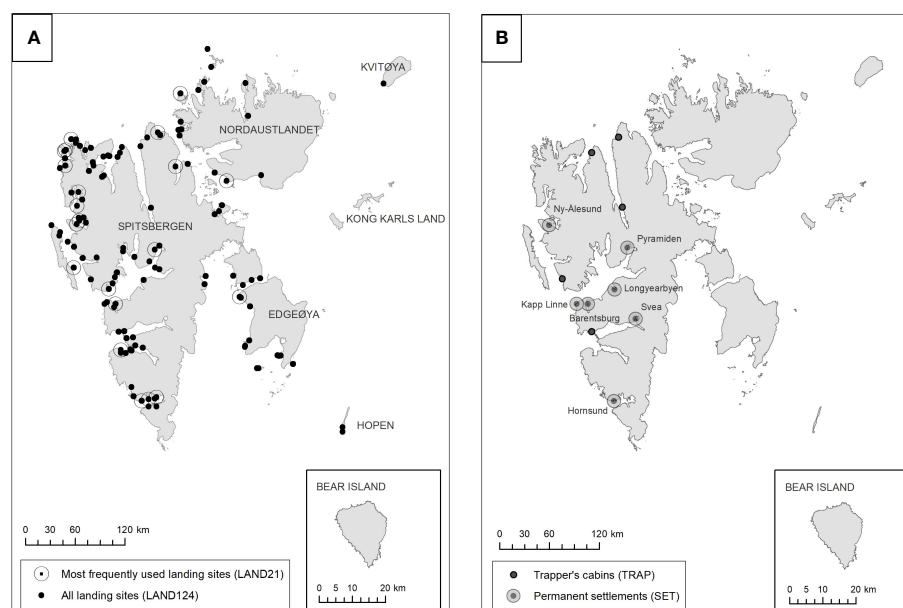 A
KVITØYA
NORDAUSTLANDET
KONG KARLS LAND
SPITSBERGEN
EDGEØYA
HOPEN
BEAR ISLAND
0 30 60 120 km
0 5 10 20 km
Most frequently used landing sites (LAND21)
All landing sites (LAND124)
B
Ny-Ålesund
Pyramiden
Longyearbyen
Kapp Linne
Svea
Barentsburg
Hornsund
BEAR ISLAND
0 30 60 120 km
0 5 10 20 km
Trapper's cabins (TRAP)
Permanent settlements (SET)